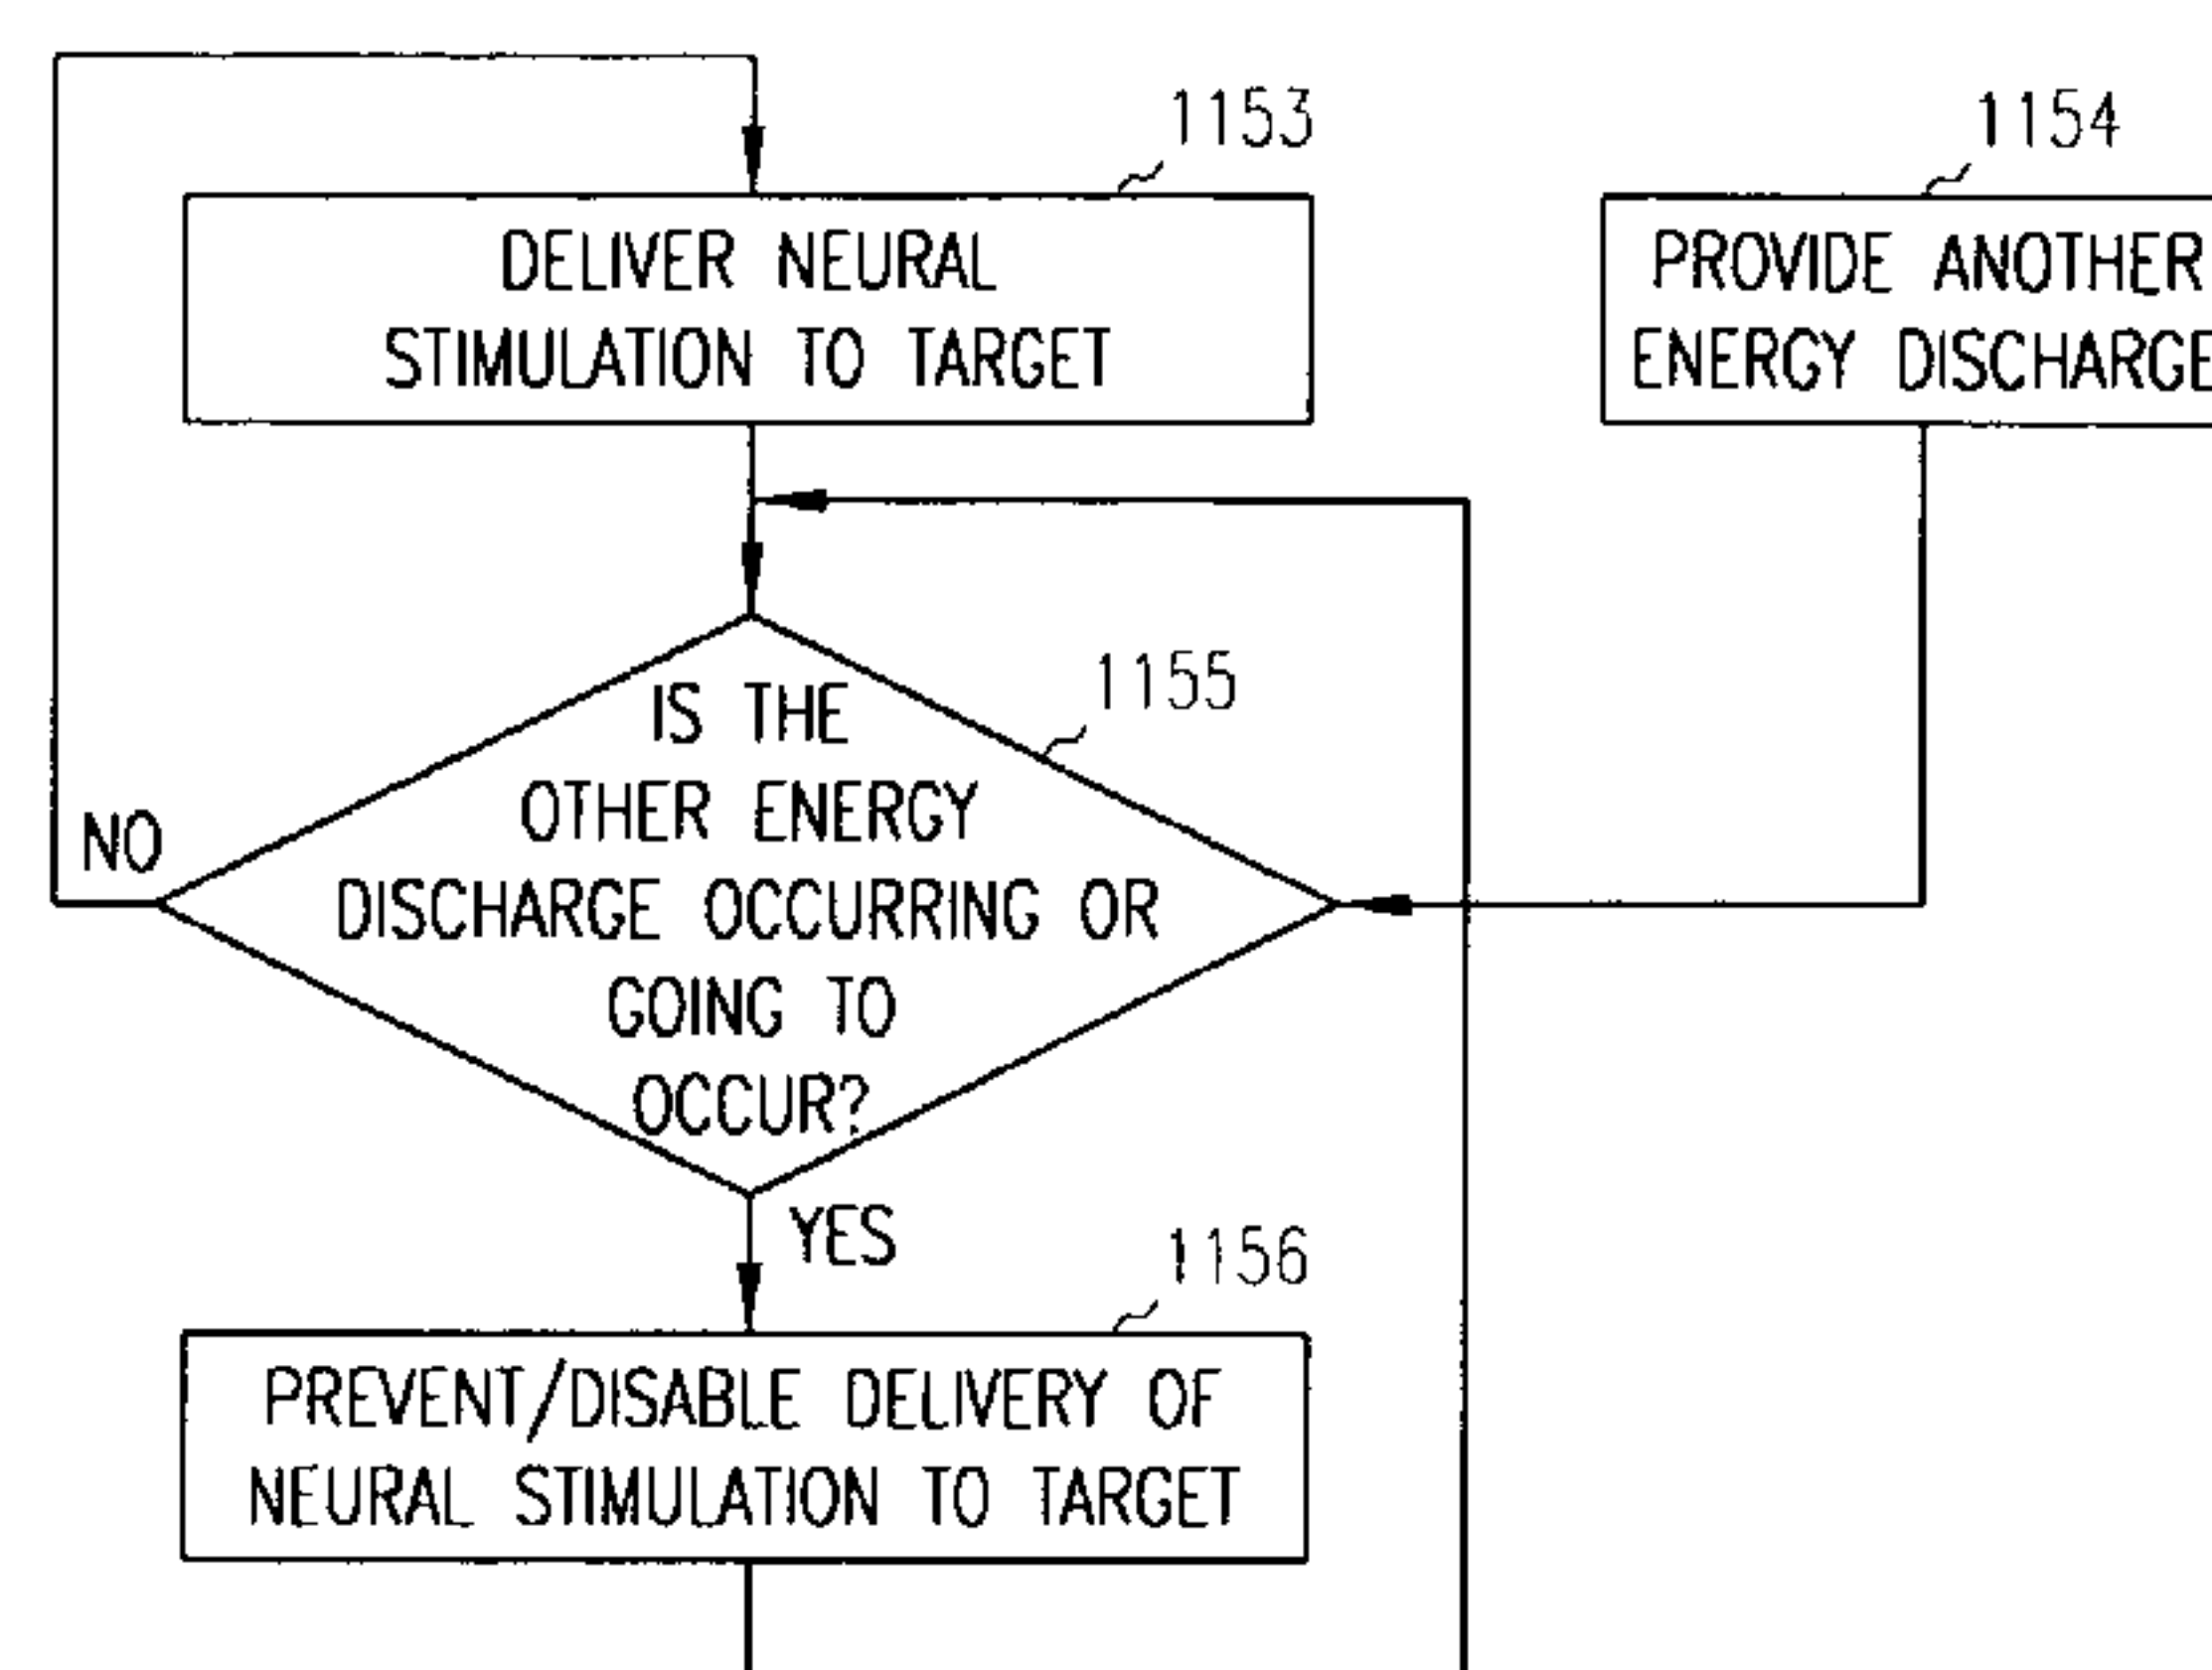 1153
DELIVER NEURAL
STIMULATION TO TARGET
1154
PROVIDE ANOTHER
ENERGY DISCHARGE
1155
IS THE
OTHER ENERGY
DISCHARGE OCCURRING OR
GOING TO
OCCUR?
NO
YES
1156
PREVENT/DISABLE DELIVERY OF
NEURAL STIMULATION TO TARGET